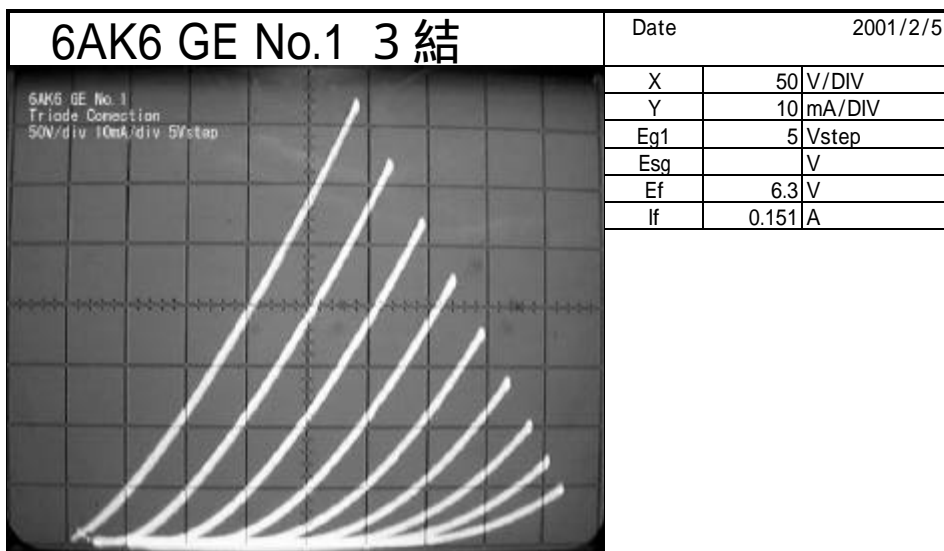 6AK6 GE No.1 3結
Date 2001/2/5
X 50 V/DIV
Y 10 mA/DIV
Eg1 5 Vstep
Esg V
Ef 6.3 V
If 0.151 A
6AK6 GE No.1
Triode Conection
50V/div 10mA/div 5Vstep